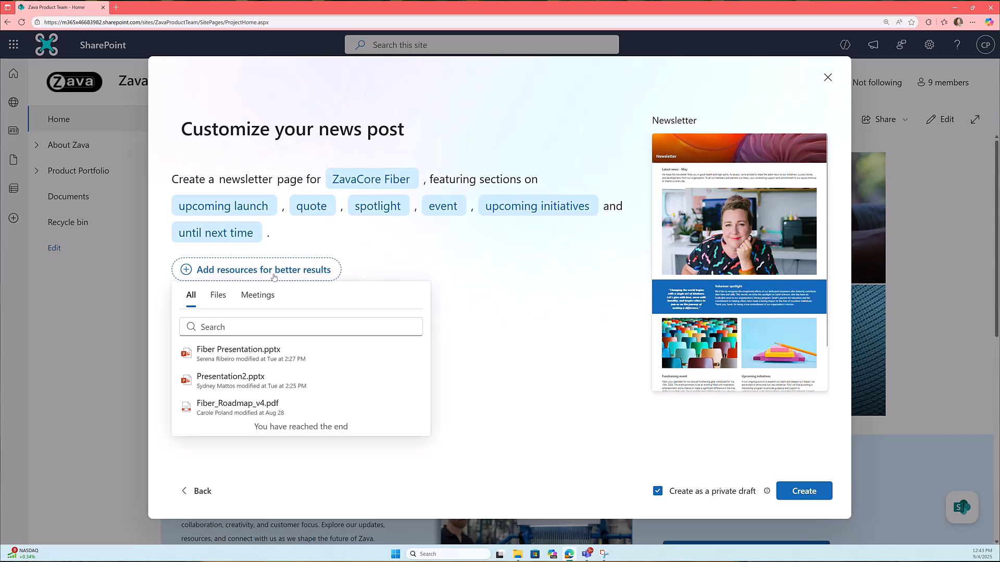 Zava Product Team - Home
https://m365x46683982.sharepoint.com/sites/ZavaProductTeam/SitePages/ProjectHome.aspx
SharePoint
Search this site
CP
Zava
Zava
Not following
9 members
Home
About Zava
Product Portfolio
Documents
Recycle bin
Edit
Share
Edit
Customize your news post
Create a newsletter page for ZavaCore Fiber , featuring sections on
upcoming launch , quote , spotlight , event , upcoming initiatives and
until next time .
Add resources for better results
All Files Meetings
Search
Fiber Presentation.pptx
Serena Ribeiro modified at Tue at 2:27 PM
Presentation2.pptx
Sydney Mattos modified at Tue at 2:25 PM
Fiber_Roadmap_v4.pdf
Carole Poland modified at Aug 28
You have reached the end
Newsletter
Newsletter
Latest news - May
"Changing the world begins
with a single act of kindness.
Let's give with love, serve with
humility, and inspire others to
join us on the journey of
making a difference."
Volunteer spotlight
Fundraising event
Upcoming initiatives
Back
Create as a private draft
Create
collaboration, creativity, and customer focus. Explore our updates,
resources, and connect with us as we shape the future of Zava.
9
NASDAQ
+0.34%
Search
9+
12:43 PM
9/4/2025